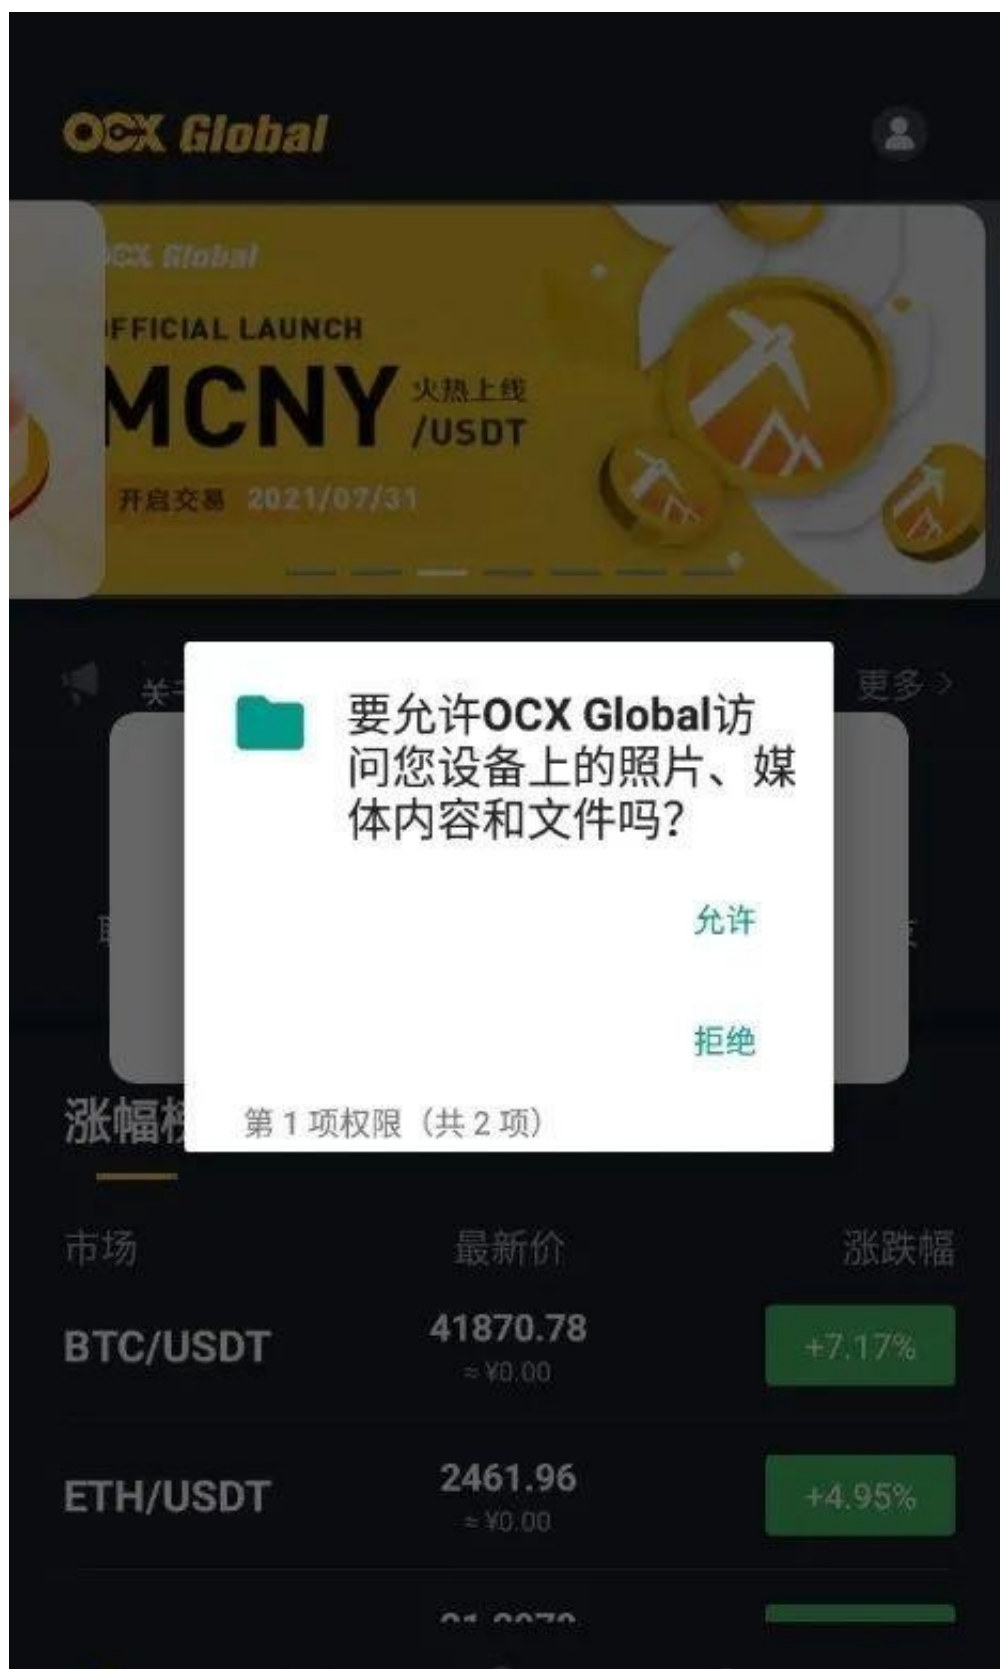 OCX Global
OCX Global
OFFICIAL LAUNCH
MCNY 火热上线
/USDT
开启交易 2021/07/31
更多
要允许OCX Global访
问您设备上的照片、媒
体内容和文件吗?
允许
拒绝
第 1 项权限（共 2 项）
涨幅榜
市场 最新价 涨跌幅
BTC/USDT 41870.78 +7.17%
≈ ¥0.00
ETH/USDT 2461.96 +4.95%
≈ ¥0.00